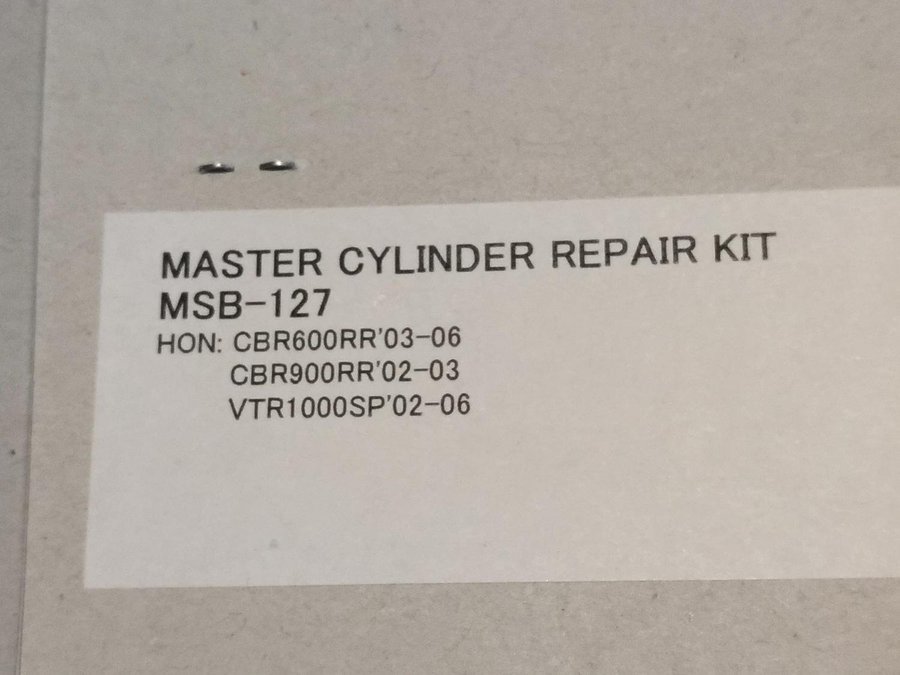 MASTER CYLINDER REPAIR KIT
MSB-127
HON: CBR600RR'03-06
CBR900RR'02-03
VTR1000SP'02-06